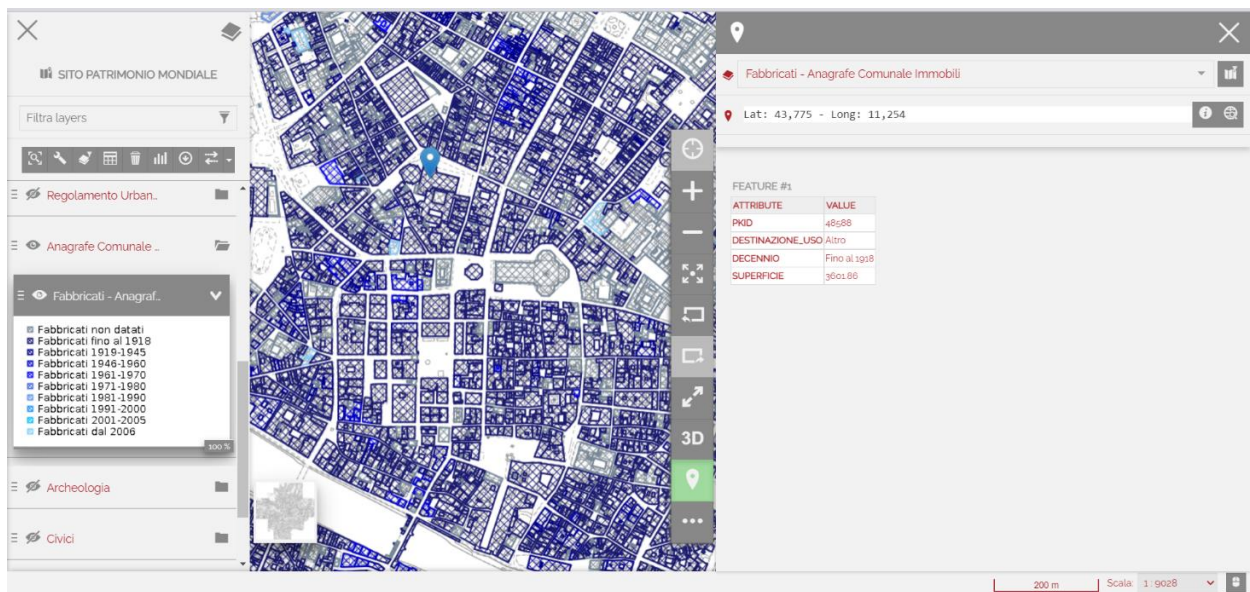 SITO PATRIMONIO MONDIALE
Filtra layers
Regolamento Urban..
Anagrafe Comunale ..
Fabbricati - Anagraf..
Fabbricati non datati
Fabbricati fino al 1918
Fabbricati 1919-1945
Fabbricati 1946-1960
Fabbricati 1961-1970
Fabbricati 1971-1980
Fabbricati 1981-1990
Fabbricati 1991-2000
Fabbricati 2001-2005
Fabbricati dal 2006
100 %
Archeologia
Civici
3D
Fabbricati - Anagrafe Comunale Immobili
Lat: 43,775 - Long: 11,254
FEATURE #1
ATTRIBUTE VALUE
PKID 48588
DESTINAZIONE_USO Altro
DECENNIO Fino al 1918
SUPERFICIE 3601.86
200 m Scala: 1 : 9028